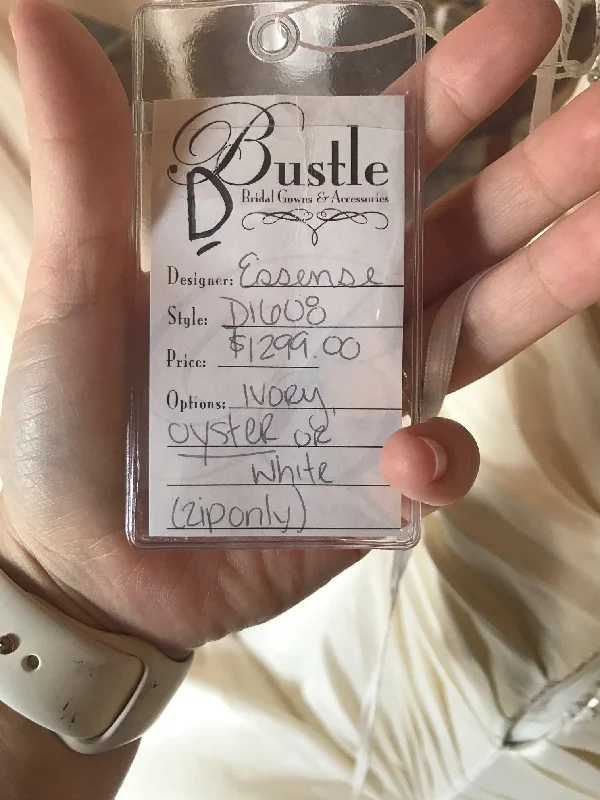 Bustle
D
Bridal Gowns & Accessories
Designer: Essense
Style: D1608
Price: $1299.00
Options: Ivory,
oyster or
White
(zip only)